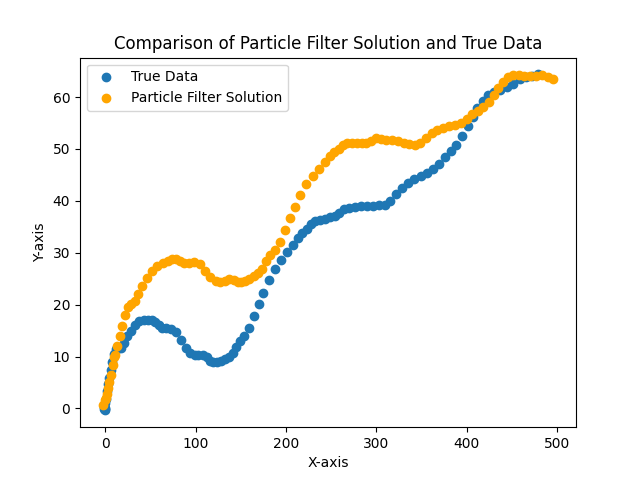 Comparison of Particle Filter Solution and True Data
True Data
Particle Filter Solution
60
50
40
30
20
10
0
Y-axis
0 100 200 300 400 500
X-axis